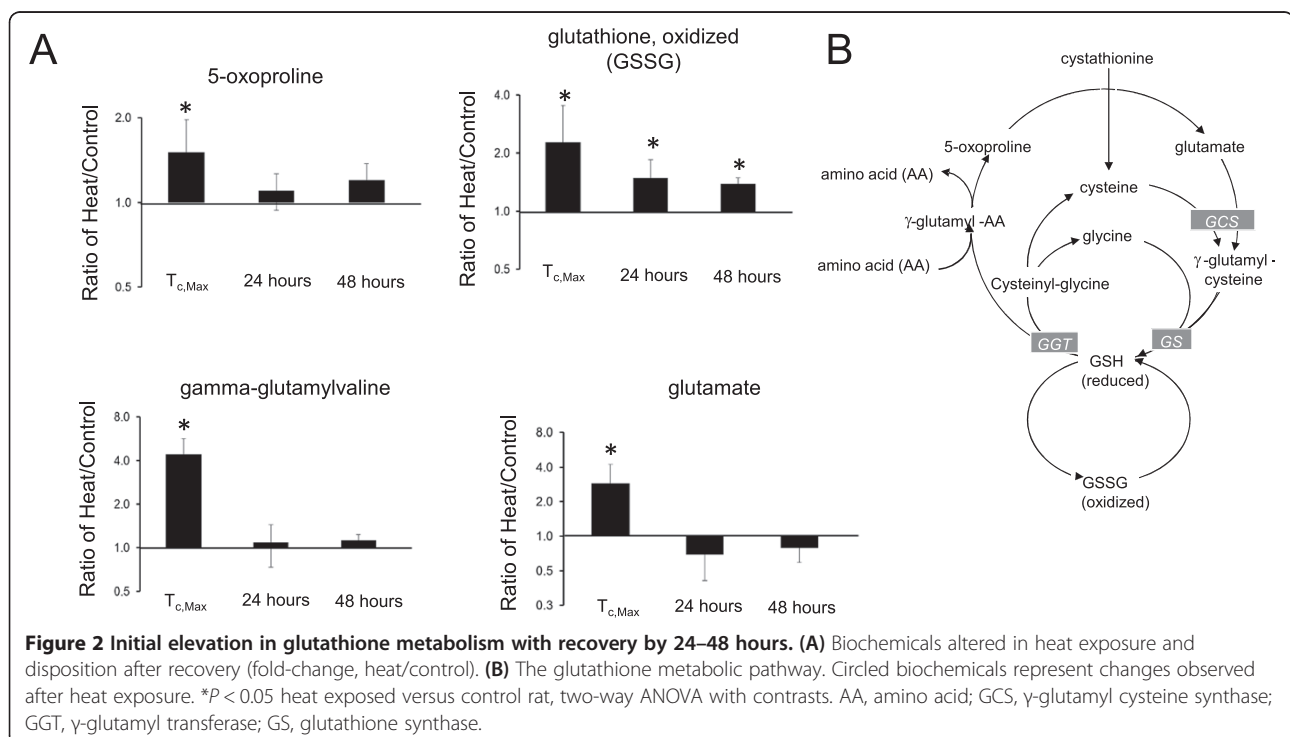 A
5-oxoproline
Ratio of Heat/Control
2.0
*
1.0
0.5
Tc,Max
24 hours
48 hours
glutathione, oxidized
(GSSG)
Ratio of Heat/Control
4.0
*
*
*
2.0
1.0
0.5
Tc,Max
24 hours
48 hours
gamma-glutamylvaline
Ratio of Heat/Control
8.0
*
4.0
2.0
1.0
0.5
Tc,Max
24 hours
48 hours
glutamate
Ratio of Heat/Control
8.0
*
4.0
2.0
1.0
0.5
0.3
Tc,Max
24 hours
48 hours
B
cystathionine
5-oxoproline
glutamate
amino acid (AA)
cysteine
γ-glutamyl -AA
GCS
glycine
amino acid (AA)
γ-glutamyl -
cysteine
Cysteinyl-glycine
GGT
GS
GSH
(reduced)
GSSG
(oxidized)
Figure 2 Initial elevation in glutathione metabolism with recovery by 24–48 hours. (A) Biochemicals altered in heat exposure and
disposition after recovery (fold-change, heat/control). (B) The glutathione metabolic pathway. Circled biochemicals represent changes observed
after heat exposure. *P < 0.05 heat exposed versus control rat, two-way ANOVA with contrasts. AA, amino acid; GCS, γ-glutamyl cysteine synthase;
GGT, γ-glutamyl transferase; GS, glutathione synthase.